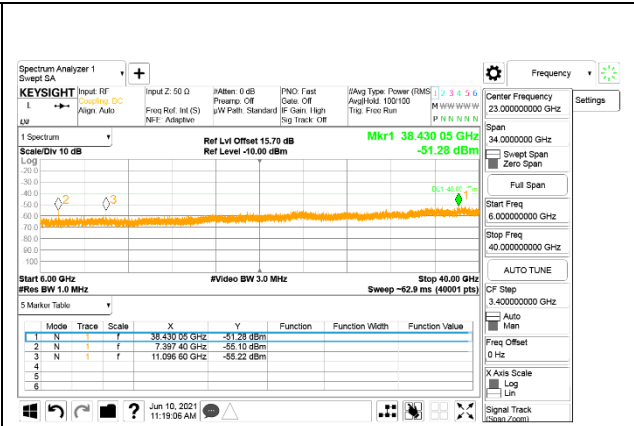 Spectrum Analyzer 1
Swept SA
Frequency
KEYSIGHT
Input: RF
Coupling: DC
Align: Auto
Input Z: 50 Ω
Freq Ref: Int (S)
NFE: Adaptive
#Atten: 0 dB
Preamp: Off
µW Path: Standard
PNO: Fast
Gate: Off
IF Gain: High
Sig Track: Off
#Avg Type: Power (RMS
Avg|Hold: 100/100
Trig: Free Run
1 2 3 4 5 6
M W W W W W
P N N N N N
L
1 Spectrum
Scale/Div 10 dB
Log
Ref Lvl Offset 15.70 dB
Ref Level -10.00 dBm
Mkr1 38.430 05 GHz
-51.28 dBm
-20.0
-30.0
-40.0
-50.0
-60.0
-70.0
-80.0
-90.0
-100
2
3
1
Start 6.00 GHz
#Res BW 1.0 MHz
#Video BW 3.0 MHz
Stop 40.00 GHz
Sweep ~62.9 ms (40001 pts)
5 Marker Table
Mode Trace Scale X Y Function Function Width Function Value
1 N 1 f 38.430 05 GHz -51.28 dBm
2 N 1 f 7.397 40 GHz -55.10 dBm
3 N 1 f 11.096 60 GHz -55.22 dBm
4
5
6
? Jun 10, 2021
11:19:06 AM
Center Frequency
23.000000000 GHz
Settings
Span
34.0000000 GHz
Swept Span
Zero Span
Full Span
Start Freq
6.000000000 GHz
Stop Freq
40.000000000 GHz
AUTO TUNE
CF Step
3.400000000 GHz
Auto
Man
Freq Offset
0 Hz
X Axis Scale
Log
Lin
Signal Track
(Span Zoom)